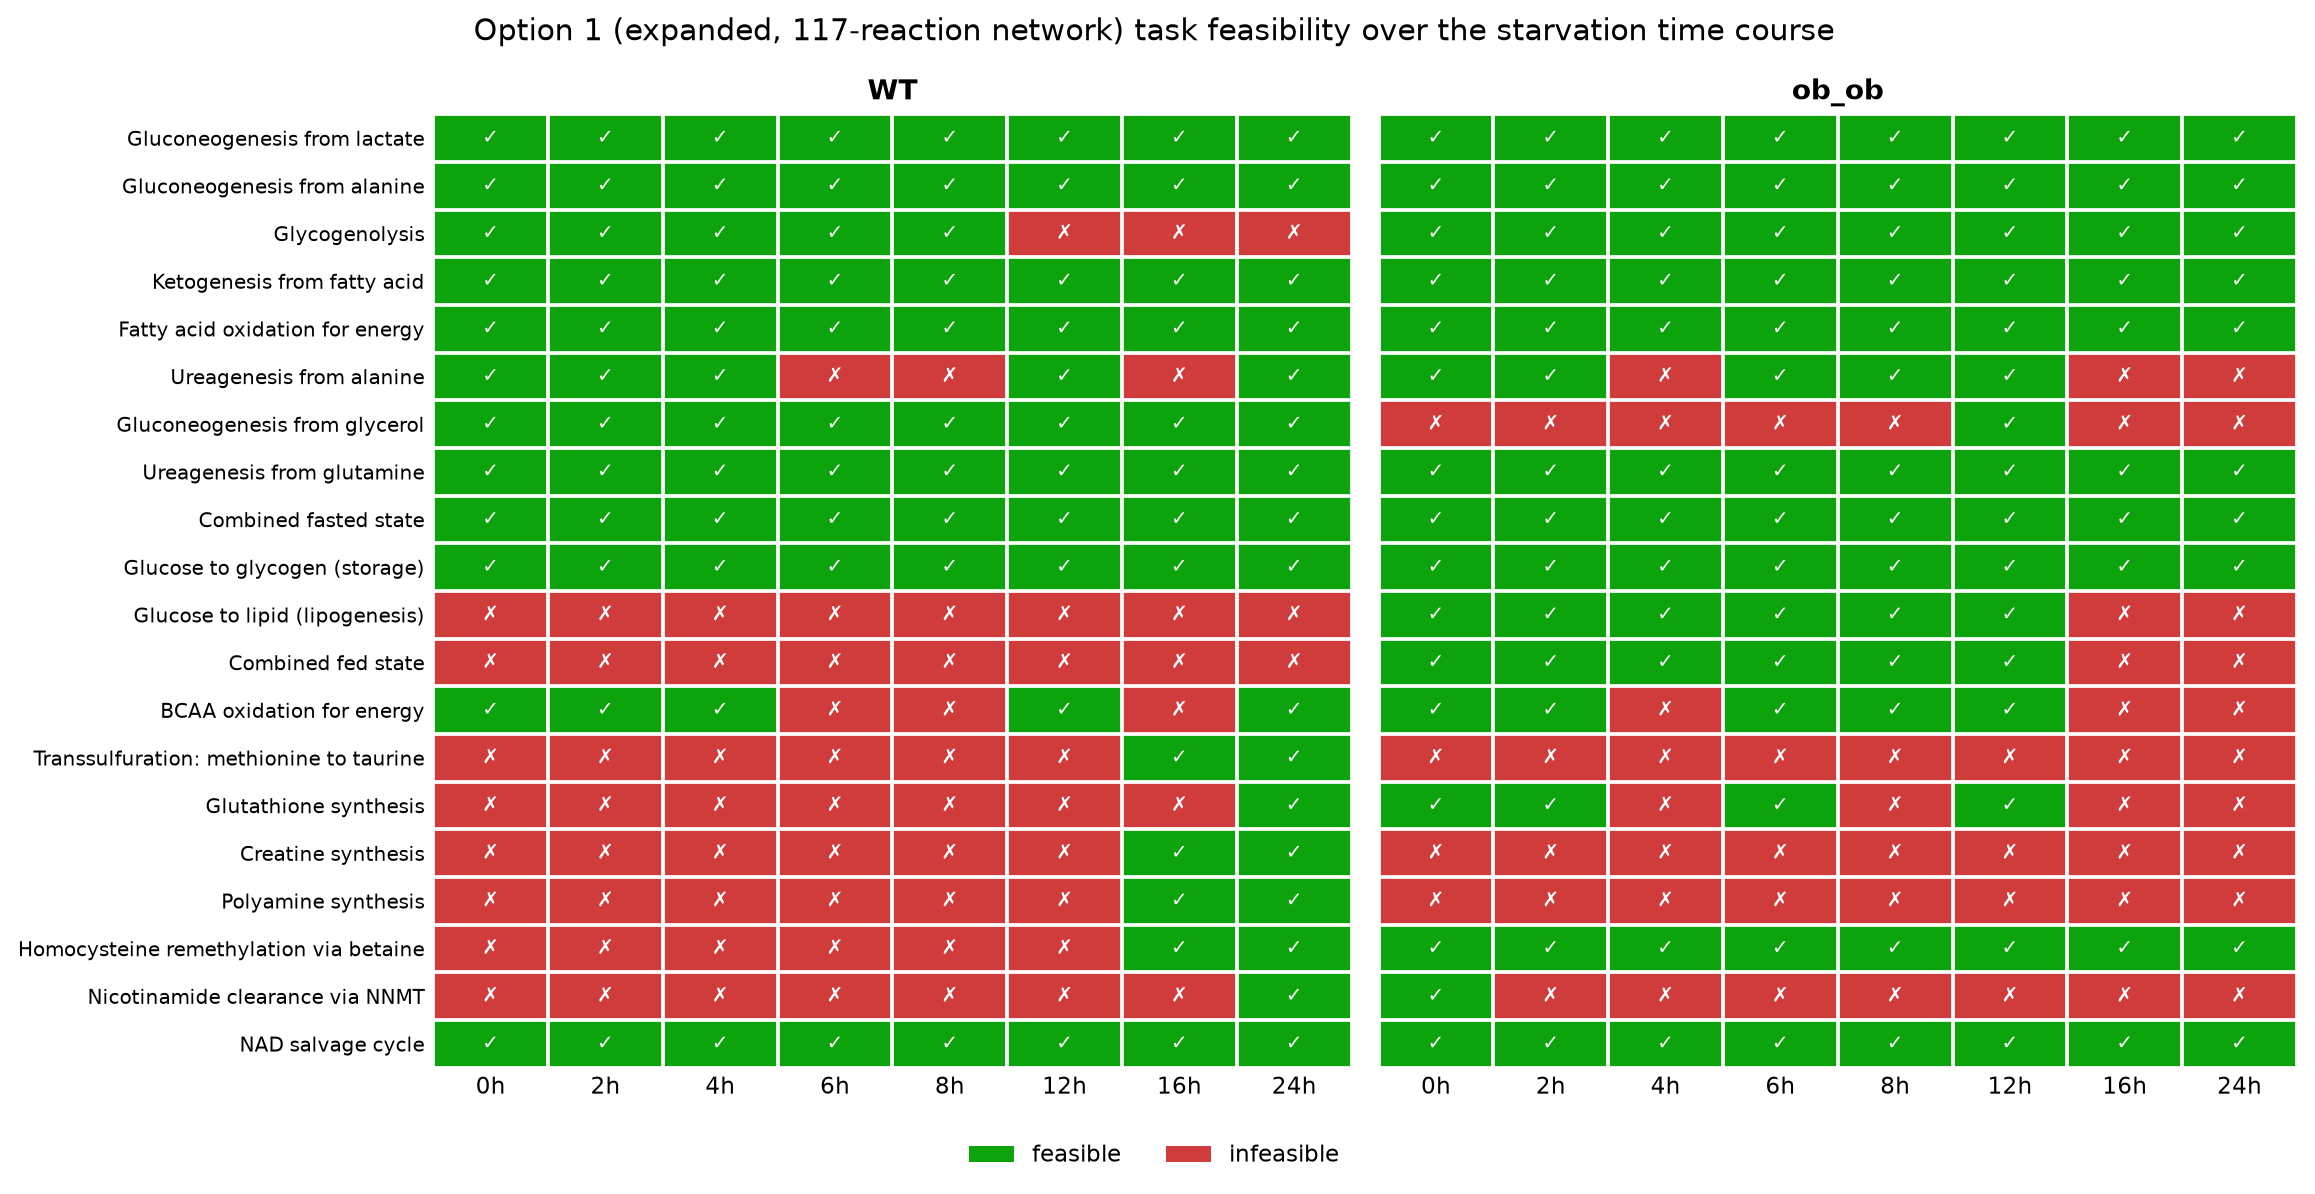 Option 1 (expanded, 117-reaction network) task feasibility over the starvation time course
WT ob_ob
Gluconeogenesis from lactate ✓ ✓ ✓ ✓ ✓ ✓ ✓ ✓ ✓ ✓ ✓ ✓ ✓ ✓ ✓ ✓
Gluconeogenesis from alanine ✓ ✓ ✓ ✓ ✓ ✓ ✓ ✓ ✓ ✓ ✓ ✓ ✓ ✓ ✓ ✓
Glycogenolysis ✓ ✓ ✓ ✓ ✓ ✗ ✗ ✗ ✓ ✓ ✓ ✓ ✓ ✓ ✓ ✓
Ketogenesis from fatty acid ✓ ✓ ✓ ✓ ✓ ✓ ✓ ✓ ✓ ✓ ✓ ✓ ✓ ✓ ✓ ✓
Fatty acid oxidation for energy ✓ ✓ ✓ ✓ ✓ ✓ ✓ ✓ ✓ ✓ ✓ ✓ ✓ ✓ ✓ ✓
Ureagenesis from alanine ✓ ✓ ✓ ✗ ✗ ✓ ✗ ✓ ✓ ✓ ✗ ✓ ✓ ✓ ✗ ✗
Gluconeogenesis from glycerol ✓ ✓ ✓ ✓ ✓ ✓ ✓ ✓ ✗ ✗ ✗ ✗ ✗ ✓ ✗ ✗
Ureagenesis from glutamine ✓ ✓ ✓ ✓ ✓ ✓ ✓ ✓ ✓ ✓ ✓ ✓ ✓ ✓ ✓ ✓
Combined fasted state ✓ ✓ ✓ ✓ ✓ ✓ ✓ ✓ ✓ ✓ ✓ ✓ ✓ ✓ ✓ ✓
Glucose to glycogen (storage) ✓ ✓ ✓ ✓ ✓ ✓ ✓ ✓ ✓ ✓ ✓ ✓ ✓ ✓ ✓ ✓
Glucose to lipid (lipogenesis) ✗ ✗ ✗ ✗ ✗ ✗ ✗ ✗ ✓ ✓ ✓ ✓ ✓ ✓ ✗ ✗
Combined fed state ✗ ✗ ✗ ✗ ✗ ✗ ✗ ✗ ✓ ✓ ✓ ✓ ✓ ✓ ✗ ✗
BCAA oxidation for energy ✓ ✓ ✓ ✗ ✗ ✓ ✗ ✓ ✓ ✓ ✗ ✓ ✓ ✓ ✗ ✗
Transsulfuration: methionine to taurine ✗ ✗ ✗ ✗ ✗ ✗ ✓ ✓ ✗ ✗ ✗ ✗ ✗ ✗ ✗ ✗
Glutathione synthesis ✗ ✗ ✗ ✗ ✗ ✗ ✗ ✓ ✓ ✓ ✗ ✓ ✗ ✓ ✗ ✗
Creatine synthesis ✗ ✗ ✗ ✗ ✗ ✗ ✓ ✓ ✗ ✗ ✗ ✗ ✗ ✗ ✗ ✗
Polyamine synthesis ✗ ✗ ✗ ✗ ✗ ✗ ✓ ✓ ✗ ✗ ✗ ✗ ✗ ✗ ✗ ✗
Homocysteine remethylation via betaine ✗ ✗ ✗ ✗ ✗ ✗ ✓ ✓ ✓ ✓ ✓ ✓ ✓ ✓ ✓ ✓
Nicotinamide clearance via NNMT ✗ ✗ ✗ ✗ ✗ ✗ ✗ ✓ ✓ ✗ ✗ ✗ ✗ ✗ ✗ ✗
NAD salvage cycle ✓ ✓ ✓ ✓ ✓ ✓ ✓ ✓ ✓ ✓ ✓ ✓ ✓ ✓ ✓ ✓
0h 2h 4h 6h 8h 12h 16h 24h 0h 2h 4h 6h 8h 12h 16h 24h
feasible infeasible